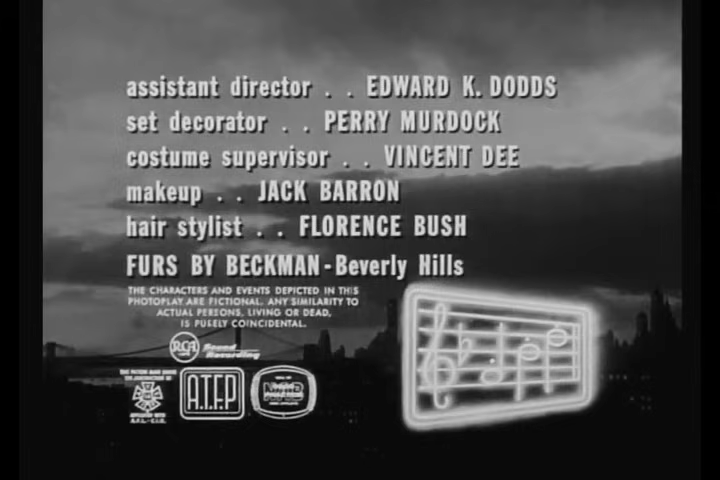 assistant director . . EDWARD K. DODDS
set decorator . . PERRY MURDOCK
costume supervisor . . VINCENT DEE
makeup . . JACK BARRON
hair stylist . . FLORENCE BUSH
FURS BY BECKMAN-Beverly Hills
THE CHARACTERS AND EVENTS DEPICTED IN THIS
PHOTOPLAY ARE FICTIONAL. ANY SIMILARITY TO
ACTUAL PERSONS, LIVING OR DEAD,
IS PURELY COINCIDENTAL.
RCA Sound
Recording
A.T.F.P